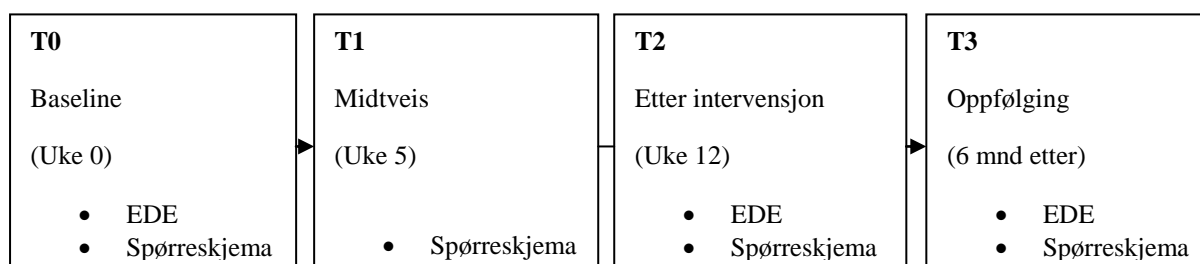 T0
Baseline
(Uke 0)
• EDE
• Spørreskjema
T1
Midtveis
(Uke 5)
• Spørreskjema
T2
Etter intervensjon
(Uke 12)
• EDE
• Spørreskjema
T3
Oppfølging
(6 mnd etter)
• EDE
• Spørreskjema